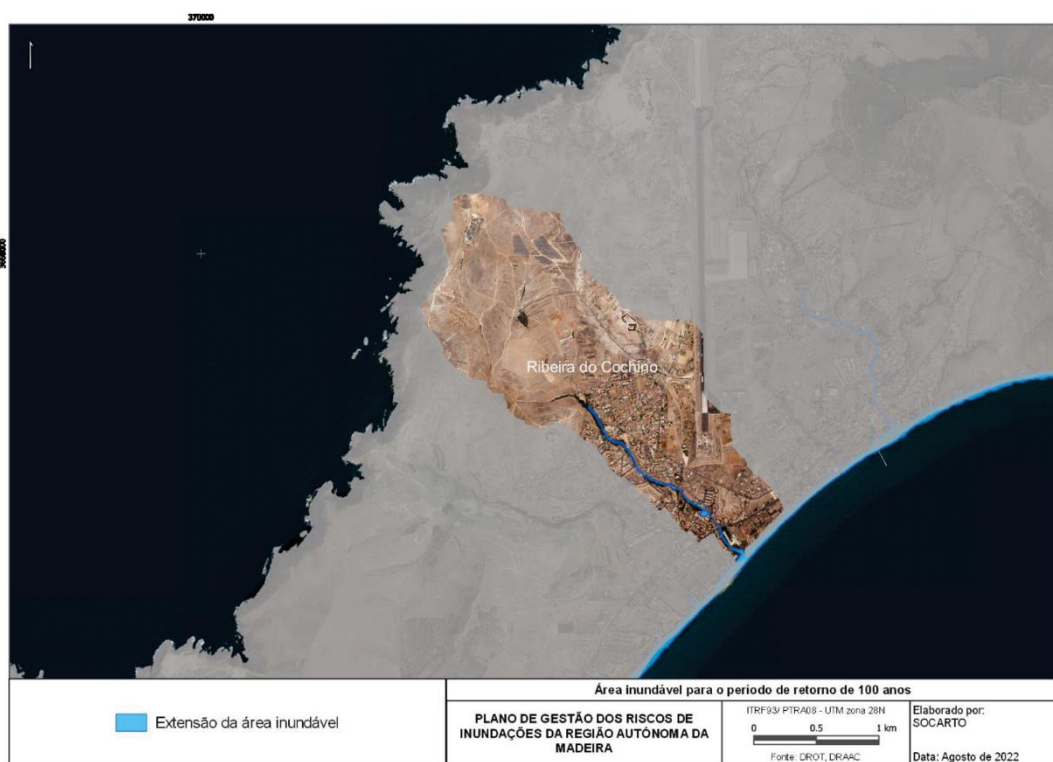 370000
Ribeira do Cochino
Extensão da área inundável
Área inundável para o período de retorno de 100 anos
PLANO DE GESTÃO DOS RISCOS DE
INUNDAÇÕES DA REGIÃO AUTÓNOMA DA
MADEIRA
ITRF93/ PTRA08 - UTM zona 28N
0 0.5 1 km
Fonte: DROT, DRAAC
Elaborado por:
SOCARTO
Data: Agosto de 2022